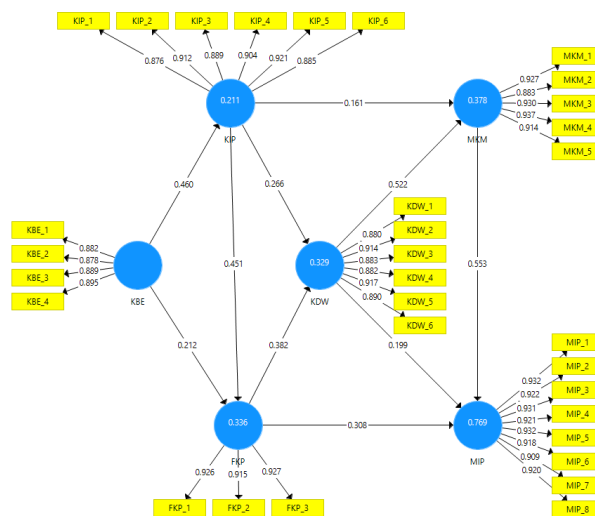 KIP_1
KIP_2
KIP_3
KIP_4
KIP_5
KIP_6
0.876
0.912
0.889
0.904
0.921
0.885
0.211
KIP
0.161
0.378
MKM
MKM_1
MKM_2
MKM_3
MKM_4
MKM_5
0.927
0.883
0.930
0.937
0.914
0.460
0.266
0.522
0.451
0.553
KBE_1
KBE_2
KBE_3
KBE_4
0.882
0.878
0.889
0.895
KBE
0.329
KDW
KDW_1
KDW_2
KDW_3
KDW_4
KDW_5
KDW_6
0.880
0.914
0.883
0.882
0.917
0.890
0.212
0.382
0.199
0.336
FKP
0.308
0.769
MIP
MIP_1
MIP_2
MIP_3
MIP_4
MIP_5
MIP_6
MIP_7
MIP_8
0.932
0.922
0.931
0.921
0.932
0.918
0.909
0.920
0.926
0.915
0.927
FKP_1
FKP_2
FKP_3